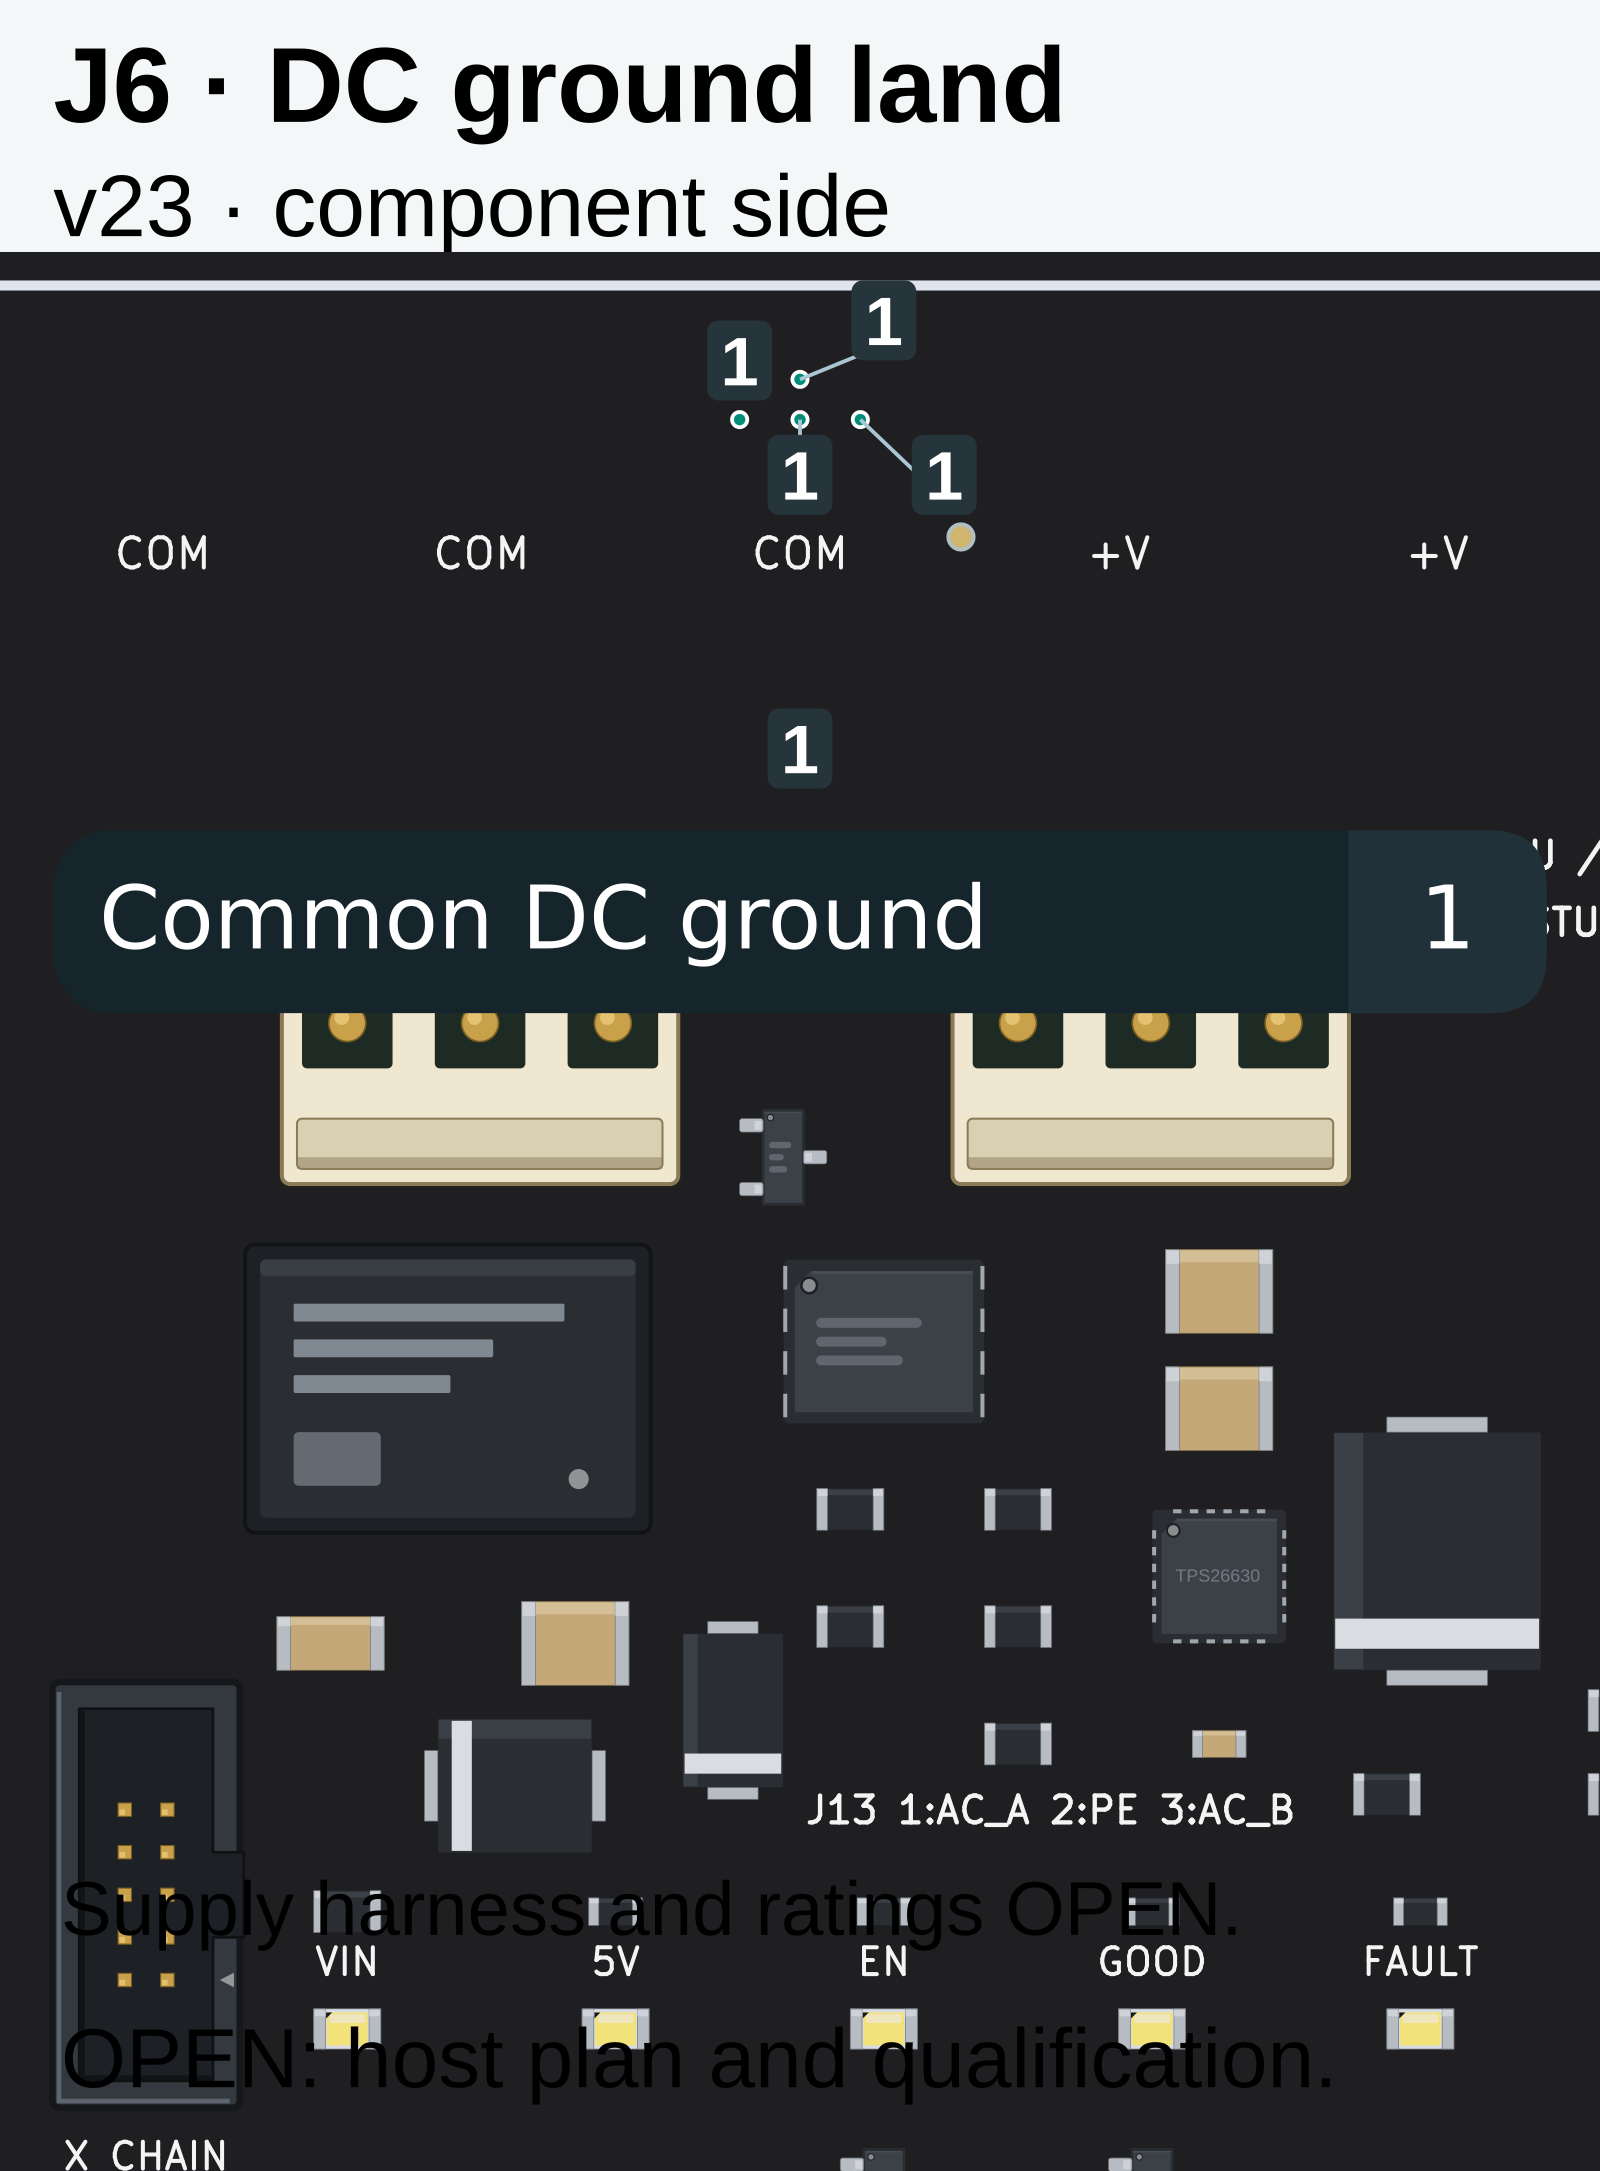 J6 · DC ground land
v23 · component side
1
1
1
1
COM COM COM +V +V
1
Common DC ground 1
TPS26630
J13 1:AC_A 2:PE 3:AC_B
Supply harness and ratings OPEN.
VIN 5V EN GOOD FAULT
OPEN: host plan and qualification.
X CHAIN